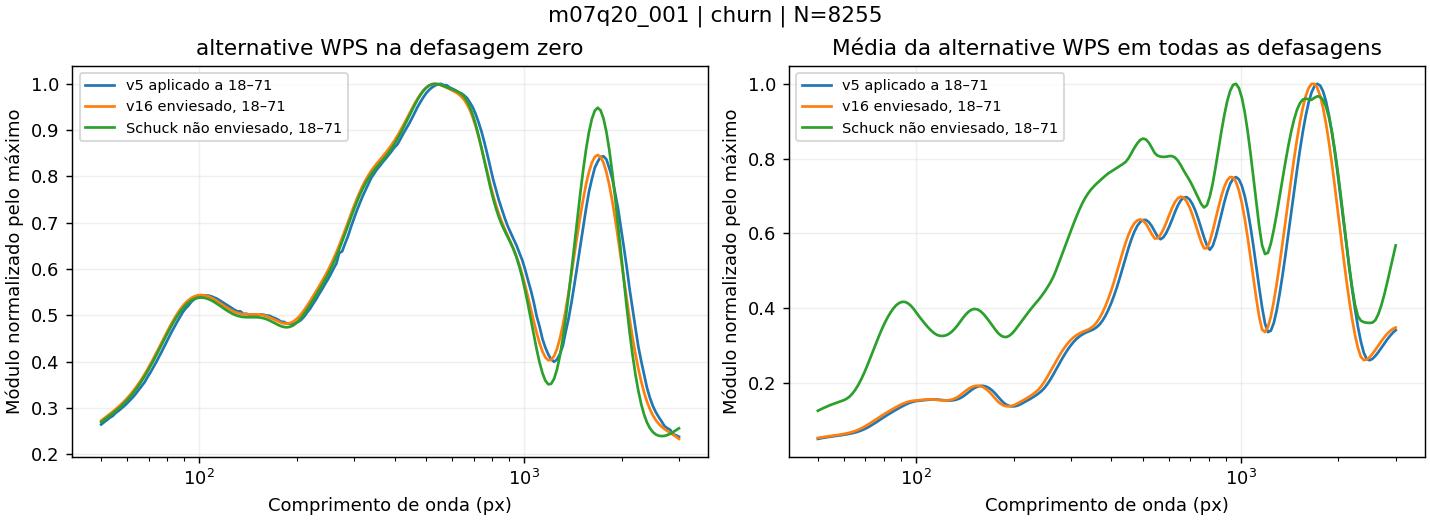 m07q20_001 | churn | N=8255
alternative WPS na defasagem zero
v5 aplicado a 18–71
v16 enviesado, 18–71
Schuck não enviesado, 18–71
Módulo normalizado pelo máximo
1.0
0.9
0.8
0.7
0.6
0.5
0.4
0.3
0.2
10²
10³
Comprimento de onda (px)
Média da alternative WPS em todas as defasagens
v5 aplicado a 18–71
v16 enviesado, 18–71
Schuck não enviesado, 18–71
Módulo normalizado pelo máximo
1.0
0.8
0.6
0.4
0.2
10²
10³
Comprimento de onda (px)